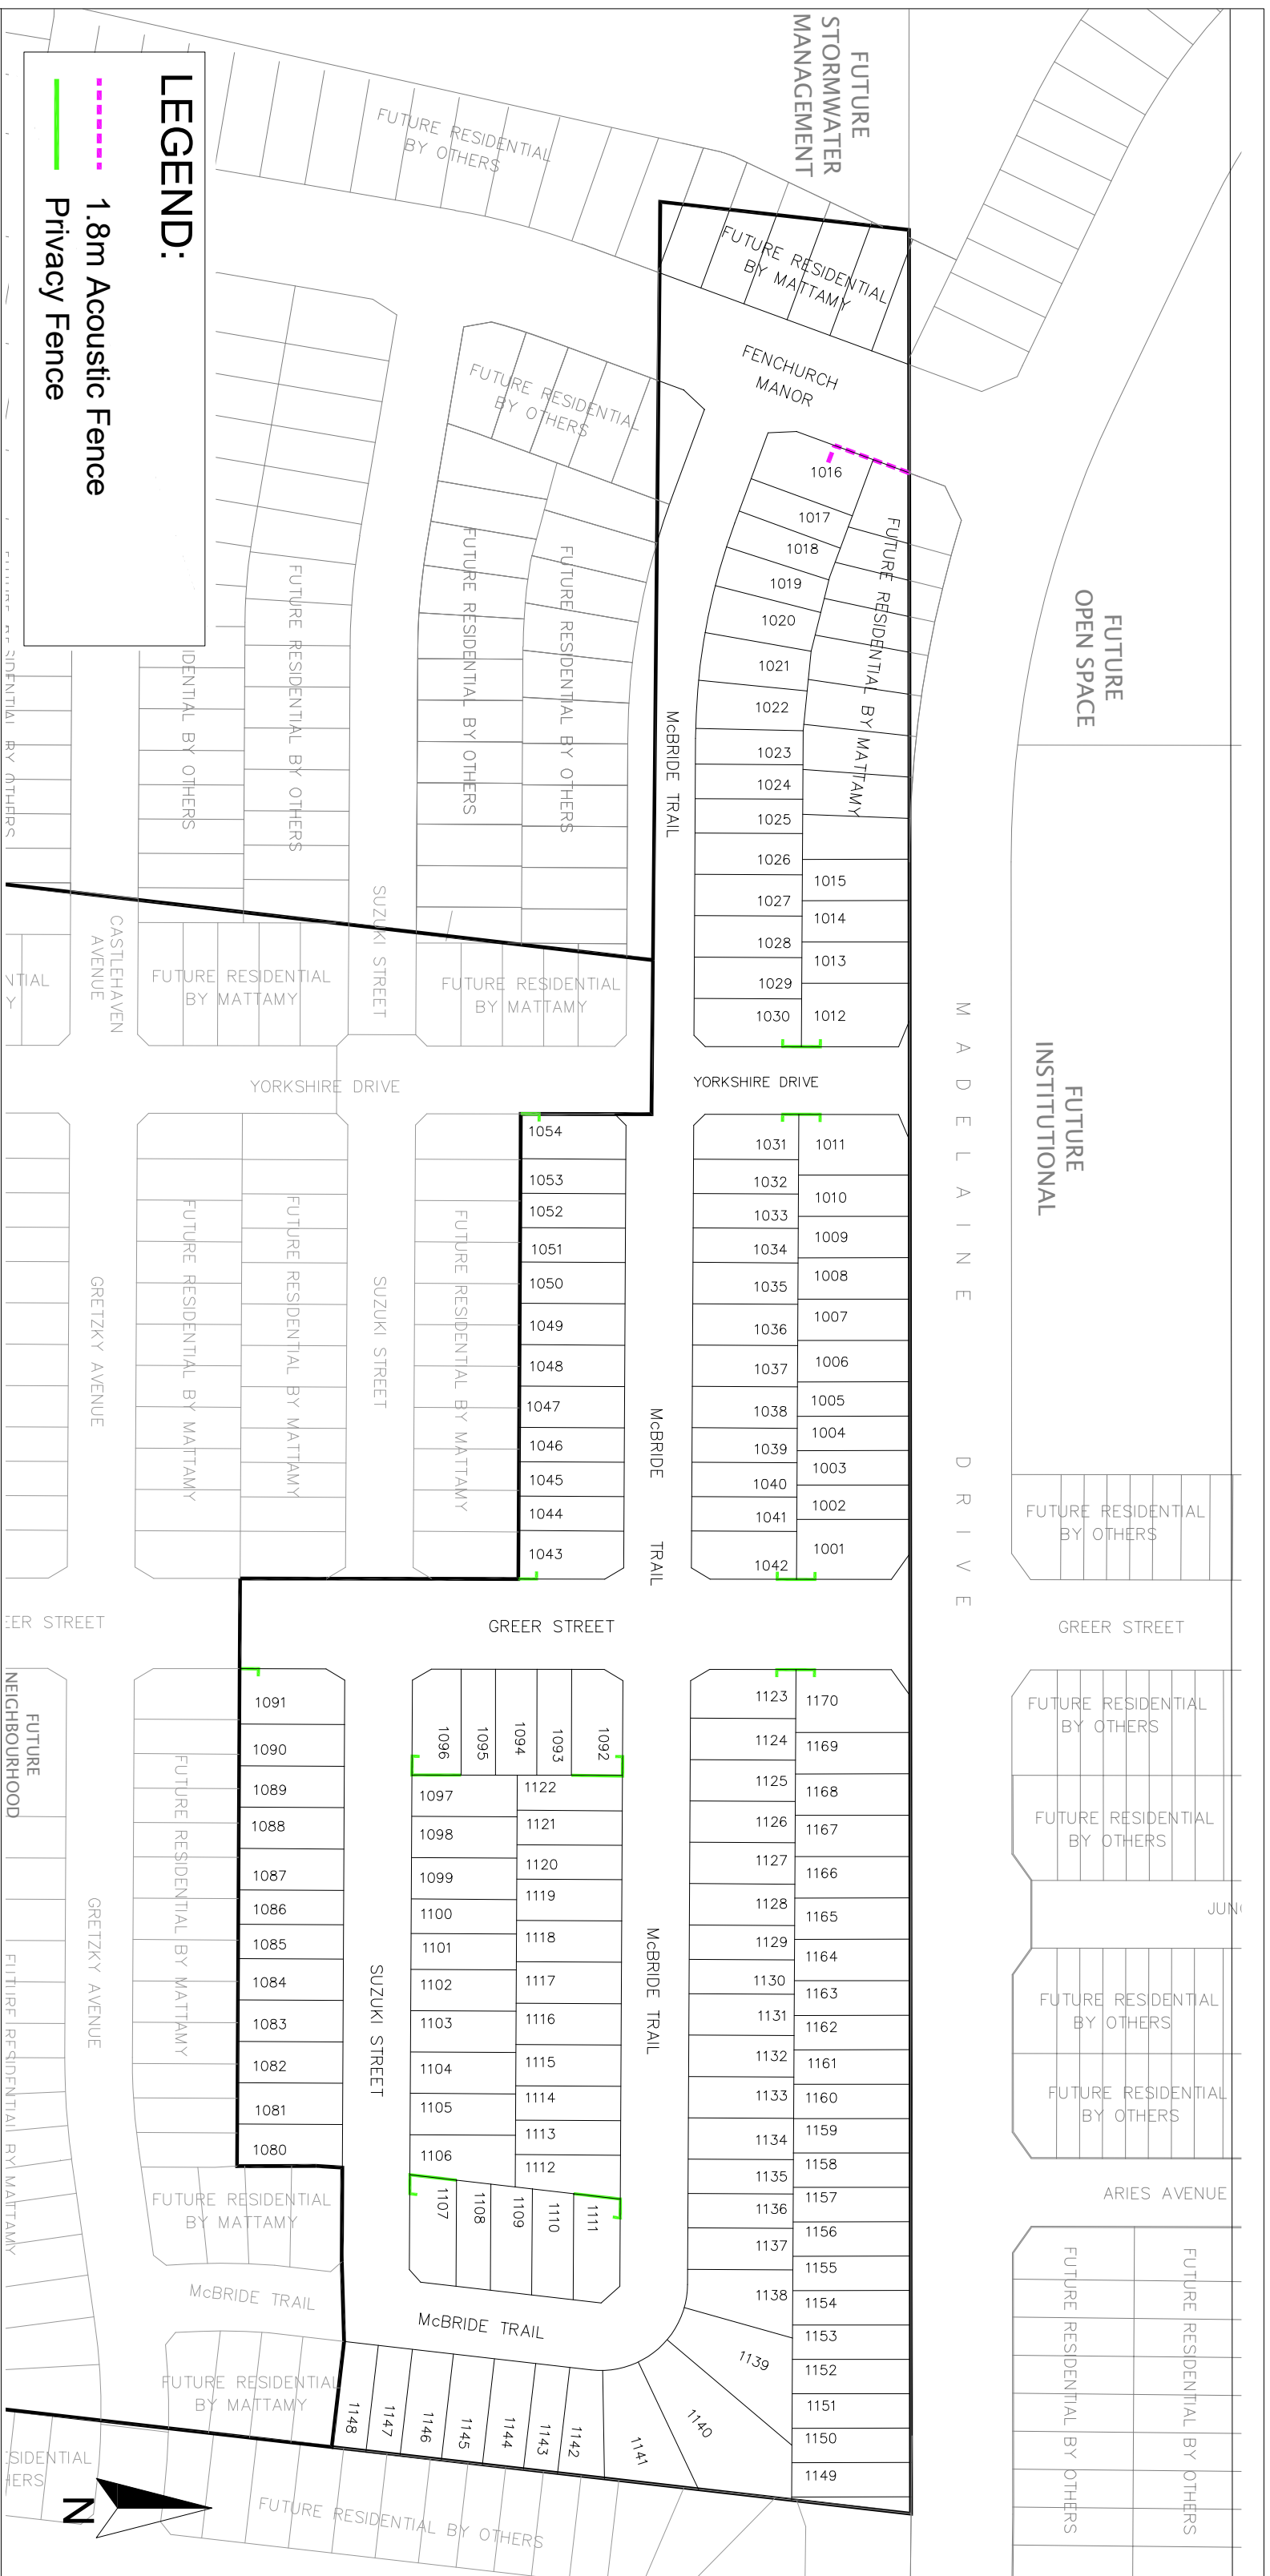 LEGEND:
1.8m Acoustic Fence
Privacy Fence
FUTURE
STORMWATER
MANAGEMENT
FUTURE RESIDENTIAL
BY OTHERS
FUTURE RESIDENTIAL
BY MATTAMY
FENCHURCH
MANOR
FUTURE RESIDENTIAL
BY OTHERS
FUTURE
OPEN SPACE
1016
1017
1018
1019
1020
1021
1022
1023
1024
1025
1026
1027
1028
1029
1030
FUTURE RESIDENTIAL BY MATTAMY
1015
1014
1013
1012
McBRIDE TRAIL
FUTURE RESIDENTIAL BY OTHERS
FUTURE RESIDENTIAL BY OTHERS
FUTURE RESIDENTIAL BY OTHERS
IDENTIAL BY OTHERS
SUZUKI STREET
CASTLEHAVEN
AVENUE
NTIAL
Y
FUTURE RESIDENTIAL
BY MATTAMY
FUTURE RESIDENTIAL
BY MATTAMY
YORKSHIRE DRIVE
YORKSHIRE DRIVE
MADELAINE DRIVE
FUTURE
INSTITUTIONAL
1054
1053
1052
1051
1050
1049
1048
1047
1046
1045
1044
1043
1031
1032
1033
1034
1035
1036
1037
1038
1039
1040
1041
1042
1011
1010
1009
1008
1007
1006
1005
1004
1003
1002
1001
GRETZKY AVENUE
FUTURE RESIDENTIAL BY MATTAMY
FUTURE RESIDENTIAL BY MATTAMY
SUZUKI STREET
FUTURE RESIDENTIAL BY MATTAMY
McBRIDE TRAIL
FUTURE RESIDENTIAL
BY OTHERS
EER STREET
GREER STREET
GREER STREET
FUTURE
NEIGHBOURHOOD
1091
1090
1089
1088
1087
1086
1085
1084
1083
1082
1081
1080
1096
1095
1094
1093
1092
1097
1098
1099
1100
1101
1102
1103
1104
1105
1106
1122
1121
1120
1119
1118
1117
1116
1115
1114
1113
1112
1107
1108
1109
1110
1111
1123
1124
1125
1126
1127
1128
1129
1130
1131
1132
1133
1134
1135
1136
1137
1138
1139
1140
1141
1142
1143
1144
1145
1146
1147
1148
1170
1169
1168
1167
1166
1165
1164
1163
1162
1161
1160
1159
1158
1157
1156
1155
1154
1153
1152
1151
1150
1149
GRETZKY AVENUE
FUTURE RESIDENTIAL BY MATTAMY
FUTURE RESIDENTIAL BY MATTAMY
SUZUKI STREET
McBRIDE TRAIL
FUTURE RESIDENTIAL
BY OTHERS
FUTURE RESIDENTIAL
BY OTHERS
JUN
FUTURE RESIDENTIAL
BY OTHERS
FUTURE RESIDENTIAL
BY OTHERS
ARIES AVENUE
FUTURE RESIDENTIAL BY OTHERS
FUTURE RESIDENTIAL BY OTHERS
FUTURE RESIDENTIAL
BY MATTAMY
McBRIDE TRAIL
McBRIDE TRAIL
FUTURE RESIDENTIAL
BY MATTAMY
SIDENTIAL
HERS
FUTURE RESIDENTIAL BY OTHERS
N